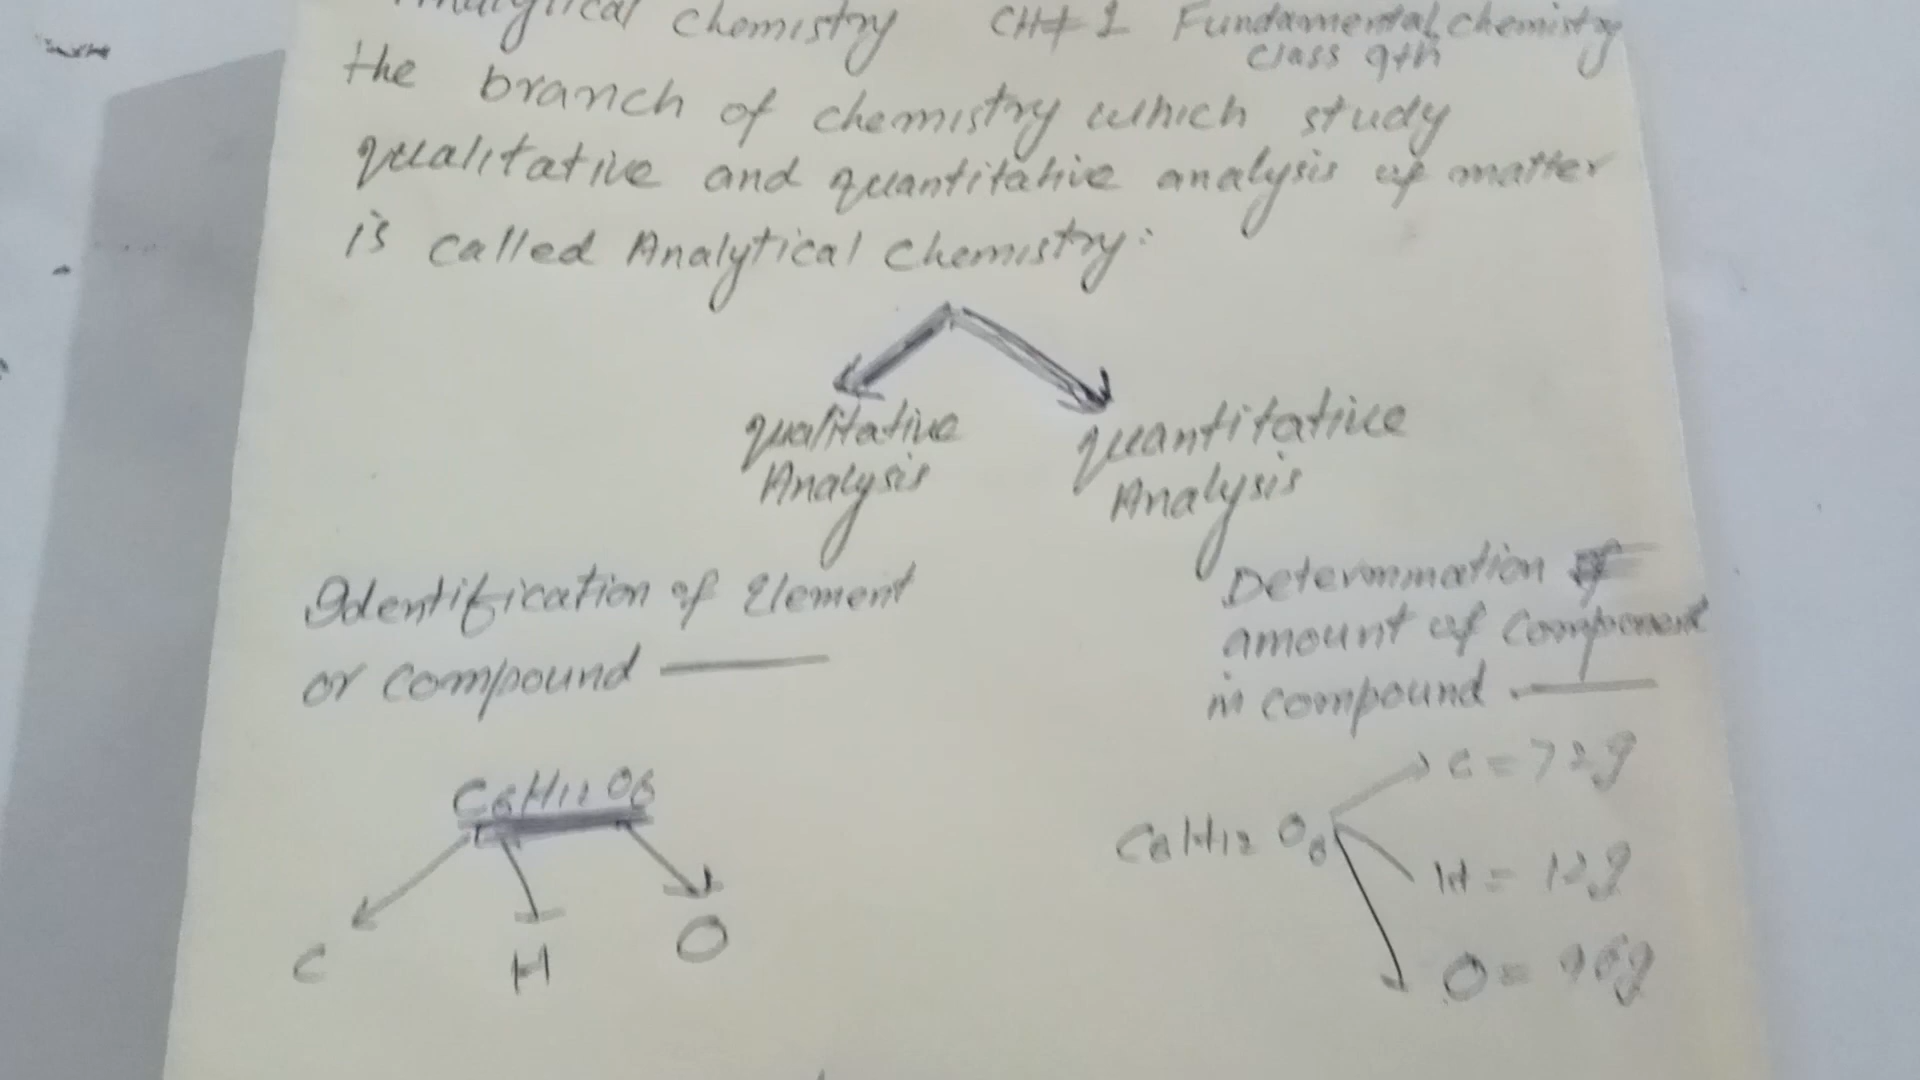 Analytical Chemistry CH# 1 Fundamental chemistry
class 9th
the branch of chemistry which study
qualitative and quantitative analysis of matter
is called Analytical Chemistry:
qualitative
Analysis
quantitative
Analysis
Identification of Element
or compound
Determination of
amount of component
in compound
C6H12O6
C
H
O
C6H12O6
C = 72g
H = 12g
O = 96g